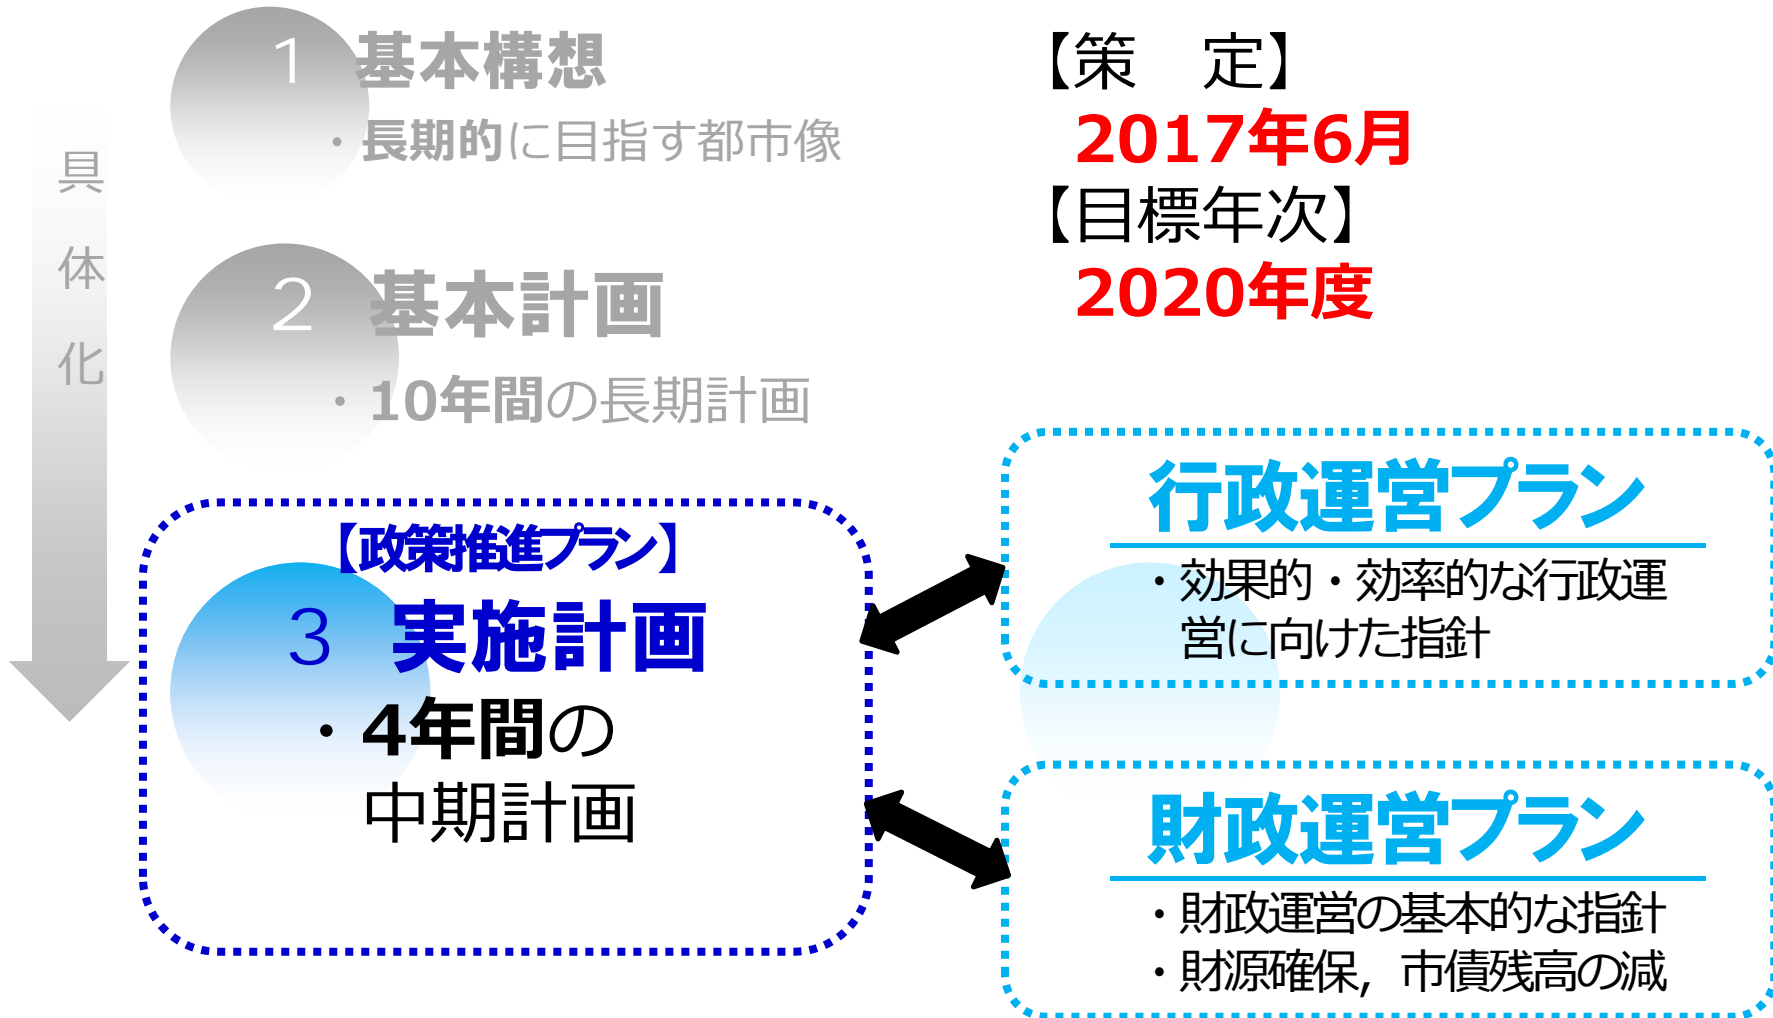 1 基本構想
・長期的に目指す都市像
具体化
2 基本計画
・10年間の長期計画
【策　定】
2017年6月
【目標年次】
2020年度
【政策推進プラン】
3 実施計画
・4年間の
中期計画
行政運営プラン
・効果的・効率的な行政運
営に向けた指針
財政運営プラン
・財政運営の基本的な指針
・財源確保，市債残高の減